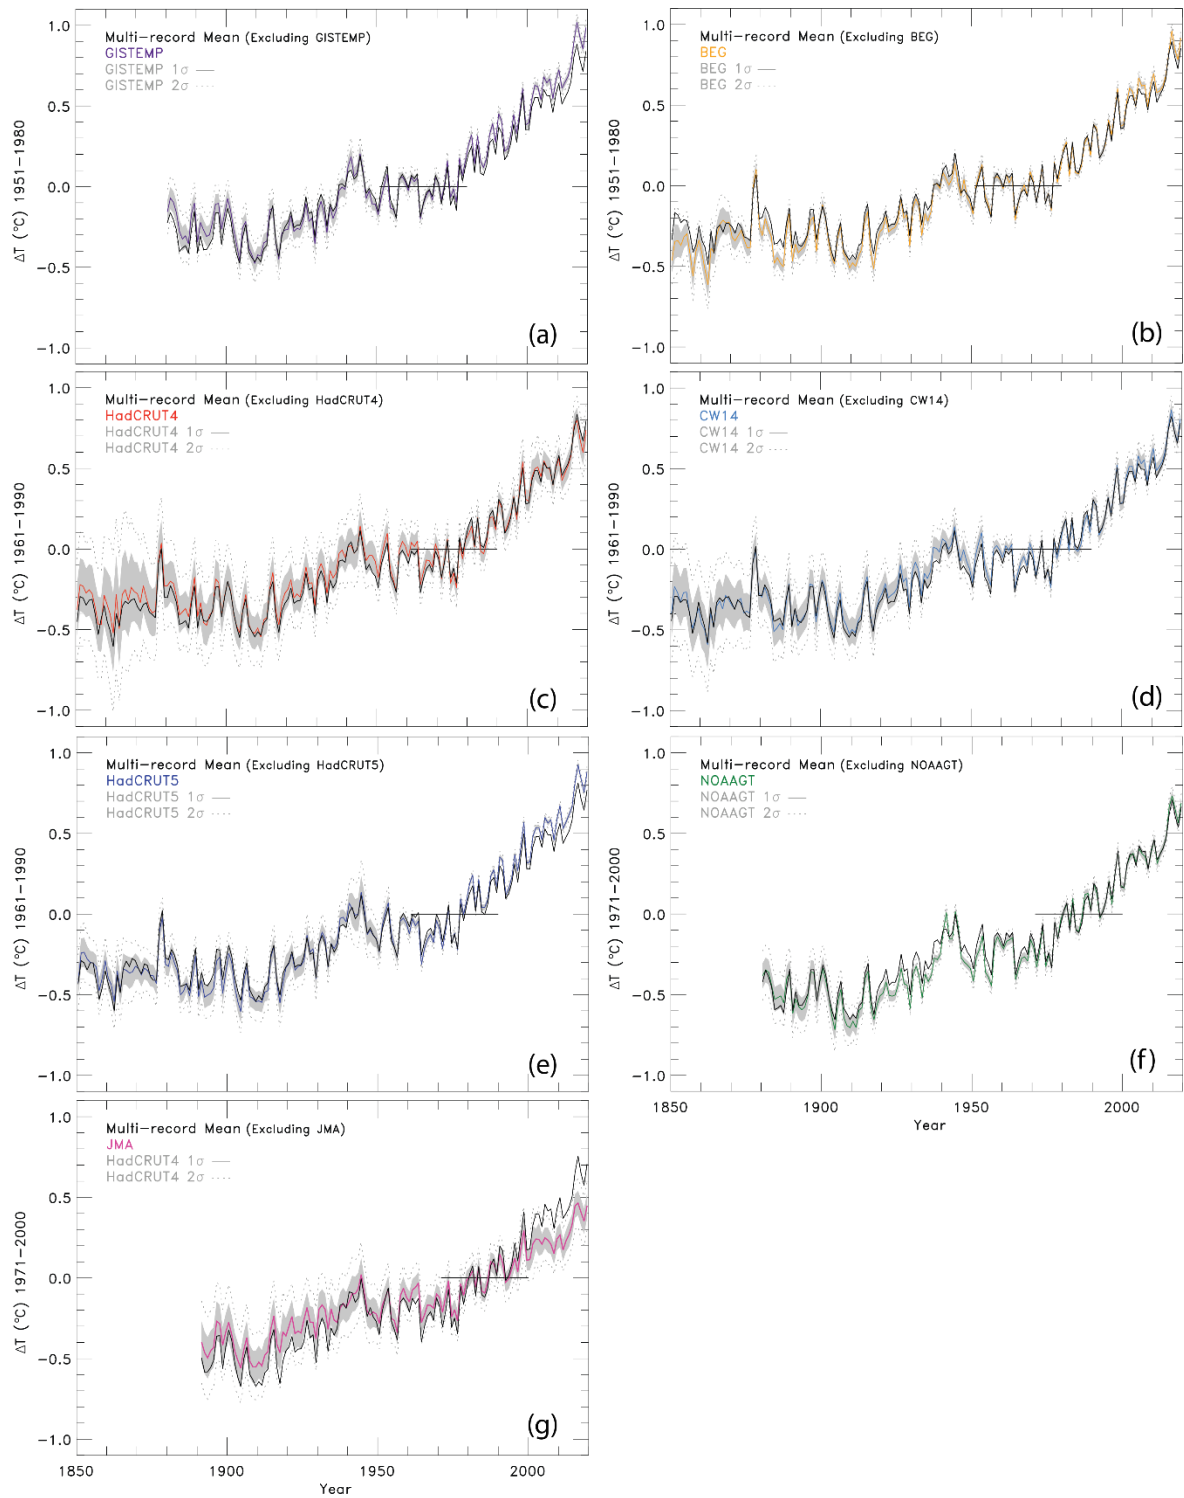 1.0
0.5
0.0
−0.5
−1.0
ΔT (°C) 1951−1980
Multi−record Mean (Excluding GISTEMP)
GISTEMP
GISTEMP 1σ
GISTEMP 2σ
(a)
1.0
0.5
0.0
−0.5
−1.0
ΔT (°C) 1951−1980
Multi−record Mean (Excluding BEG)
BEG
BEG 1σ
BEG 2σ
(b)
1.0
0.5
0.0
−0.5
−1.0
ΔT (°C) 1961−1990
Multi−record Mean (Excluding HadCRUT4)
HadCRUT4
HadCRUT4 1σ
HadCRUT4 2σ
(c)
1.0
0.5
0.0
−0.5
−1.0
ΔT (°C) 1961−1990
Multi−record Mean (Excluding CW14)
CW14
CW14 1σ
CW14 2σ
(d)
1.0
0.5
0.0
−0.5
−1.0
ΔT (°C) 1961−1990
Multi−record Mean (Excluding HadCRUT5)
HadCRUT5
HadCRUT5 1σ
HadCRUT5 2σ
(e)
1.0
0.5
0.0
−0.5
−1.0
ΔT (°C) 1971−2000
Multi−record Mean (Excluding NOAAGT)
NOAAGT
NOAAGT 1σ
NOAAGT 2σ
(f)
1850 1900 1950 2000
Year
1.0
0.5
0.0
−0.5
−1.0
ΔT (°C) 1971−2000
Multi−record Mean (Excluding JMA)
JMA
HadCRUT4 1σ
HadCRUT4 2σ
(g)
1850 1900 1950 2000
Year